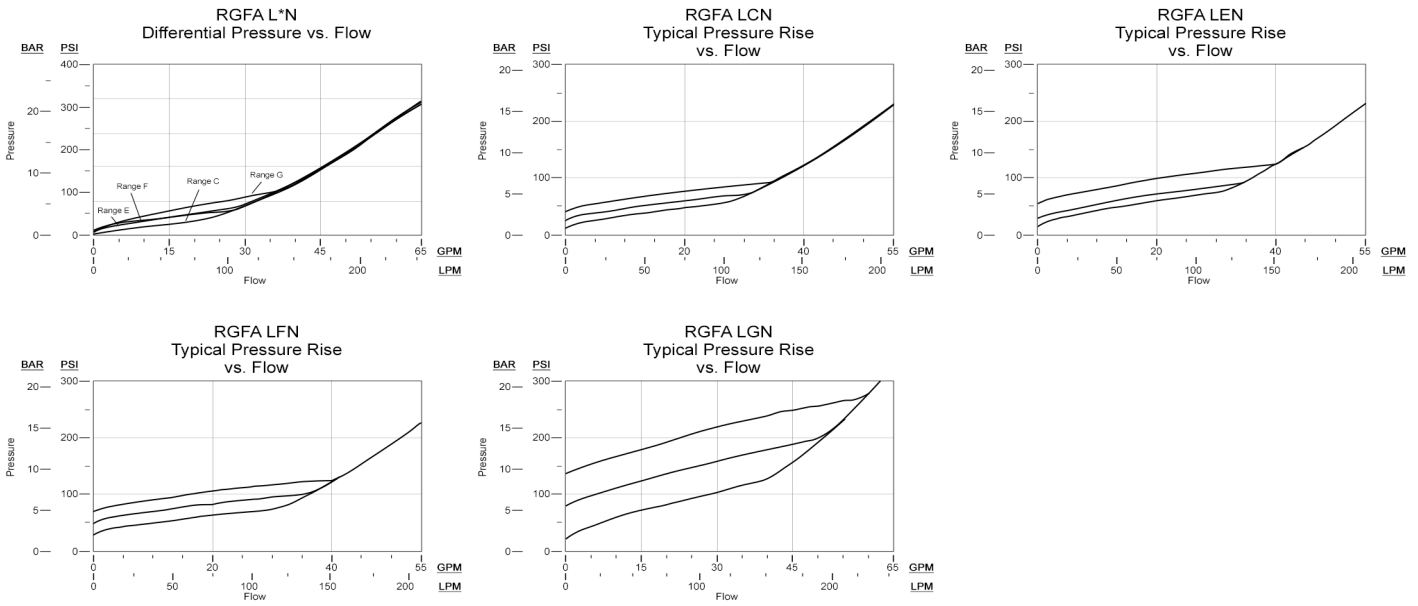 RGFA L*N
Differential Pressure vs. Flow
BAR PSI
400
300
20
200
10
100
0 0
Pressure
Range F
Range C
Range G
Range E
0 15 30 45 65 GPM
0 100 200 LPM
Flow
RGFA LCN
Typical Pressure Rise
vs. Flow
BAR PSI
300
20
15
200
10
100
5
0 0
Pressure
0 20 40 55 GPM
0 50 100 150 200 LPM
Flow
RGFA LEN
Typical Pressure Rise
vs. Flow
BAR PSI
300
20
15
200
10
100
5
0 0
Pressure
0 20 40 55 GPM
0 50 100 150 200 LPM
Flow
RGFA LFN
Typical Pressure Rise
vs. Flow
BAR PSI
300
20
15
200
10
100
5
0 0
Pressure
0 20 40 55 GPM
0 50 100 150 200 LPM
Flow
RGFA LGN
Typical Pressure Rise
vs. Flow
BAR PSI
300
20
15
200
10
100
5
0 0
Pressure
0 15 30 45 65 GPM
0 100 200 LPM
Flow